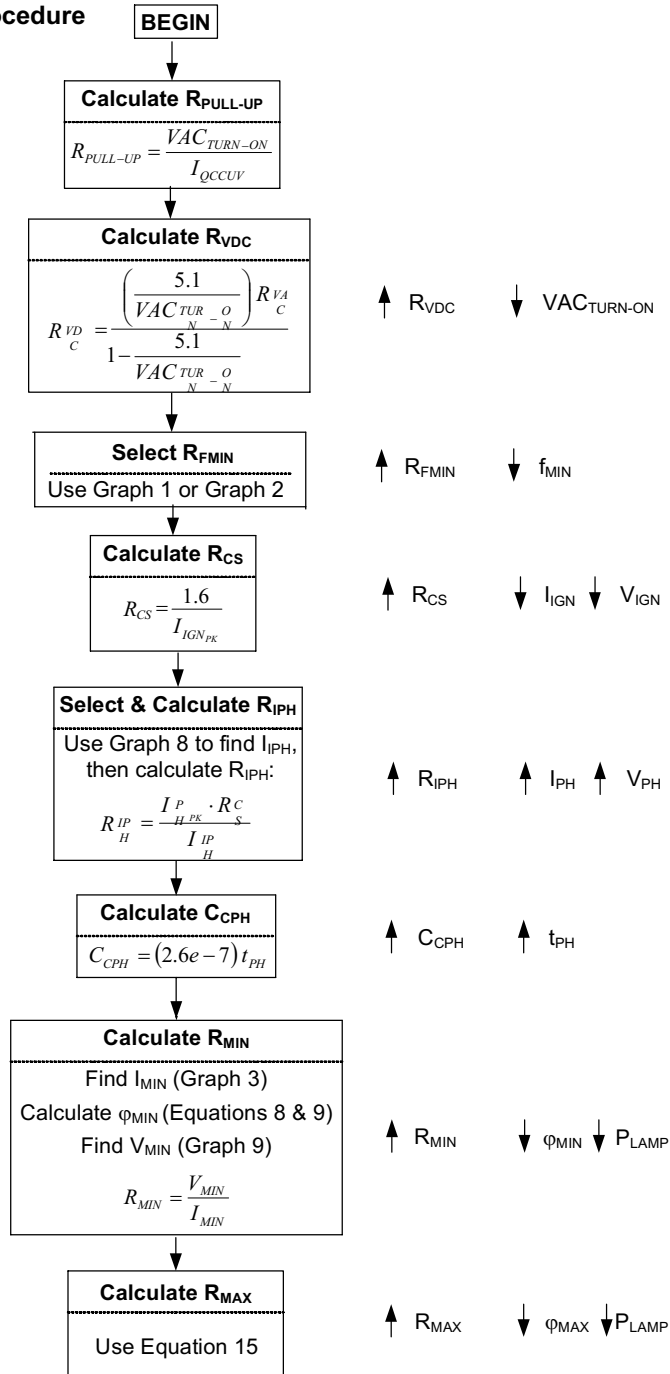 ocedure
BEGIN
Calculate R_PULL-UP
R_PULL-UP = VAC_TURN-ON / I_QCCUV
Calculate R_VDC
R_VDC = ((5.1 / VAC_TURN-ON) R_VAC) / (1 - 5.1 / VAC_TURN-ON)
↑ R_VDC ↓ VAC_TURN-ON
Select R_FMIN
Use Graph 1 or Graph 2
↑ R_FMIN ↓ f_MIN
Calculate R_CS
R_CS = 1.6 / I_IGN_PK
↑ R_CS ↓ I_IGN ↓ V_IGN
Select & Calculate R_IPH
Use Graph 8 to find I_IPH,
then calculate R_IPH:
R_IPH = (I_PH_PK · R_CS) / I_IPH
↑ R_IPH ↑ I_PH ↑ V_PH
Calculate C_CPH
C_CPH = (2.6e − 7) t_PH
↑ C_CPH ↑ t_PH
Calculate R_MIN
Find I_MIN (Graph 3)
Calculate φ_MIN (Equations 8 & 9)
Find V_MIN (Graph 9)
R_MIN = V_MIN / I_MIN
↑ R_MIN ↓ φ_MIN ↓ P_LAMP
Calculate R_MAX
Use Equation 15
↑ R_MAX ↓ φ_MAX ↓ P_LAMP